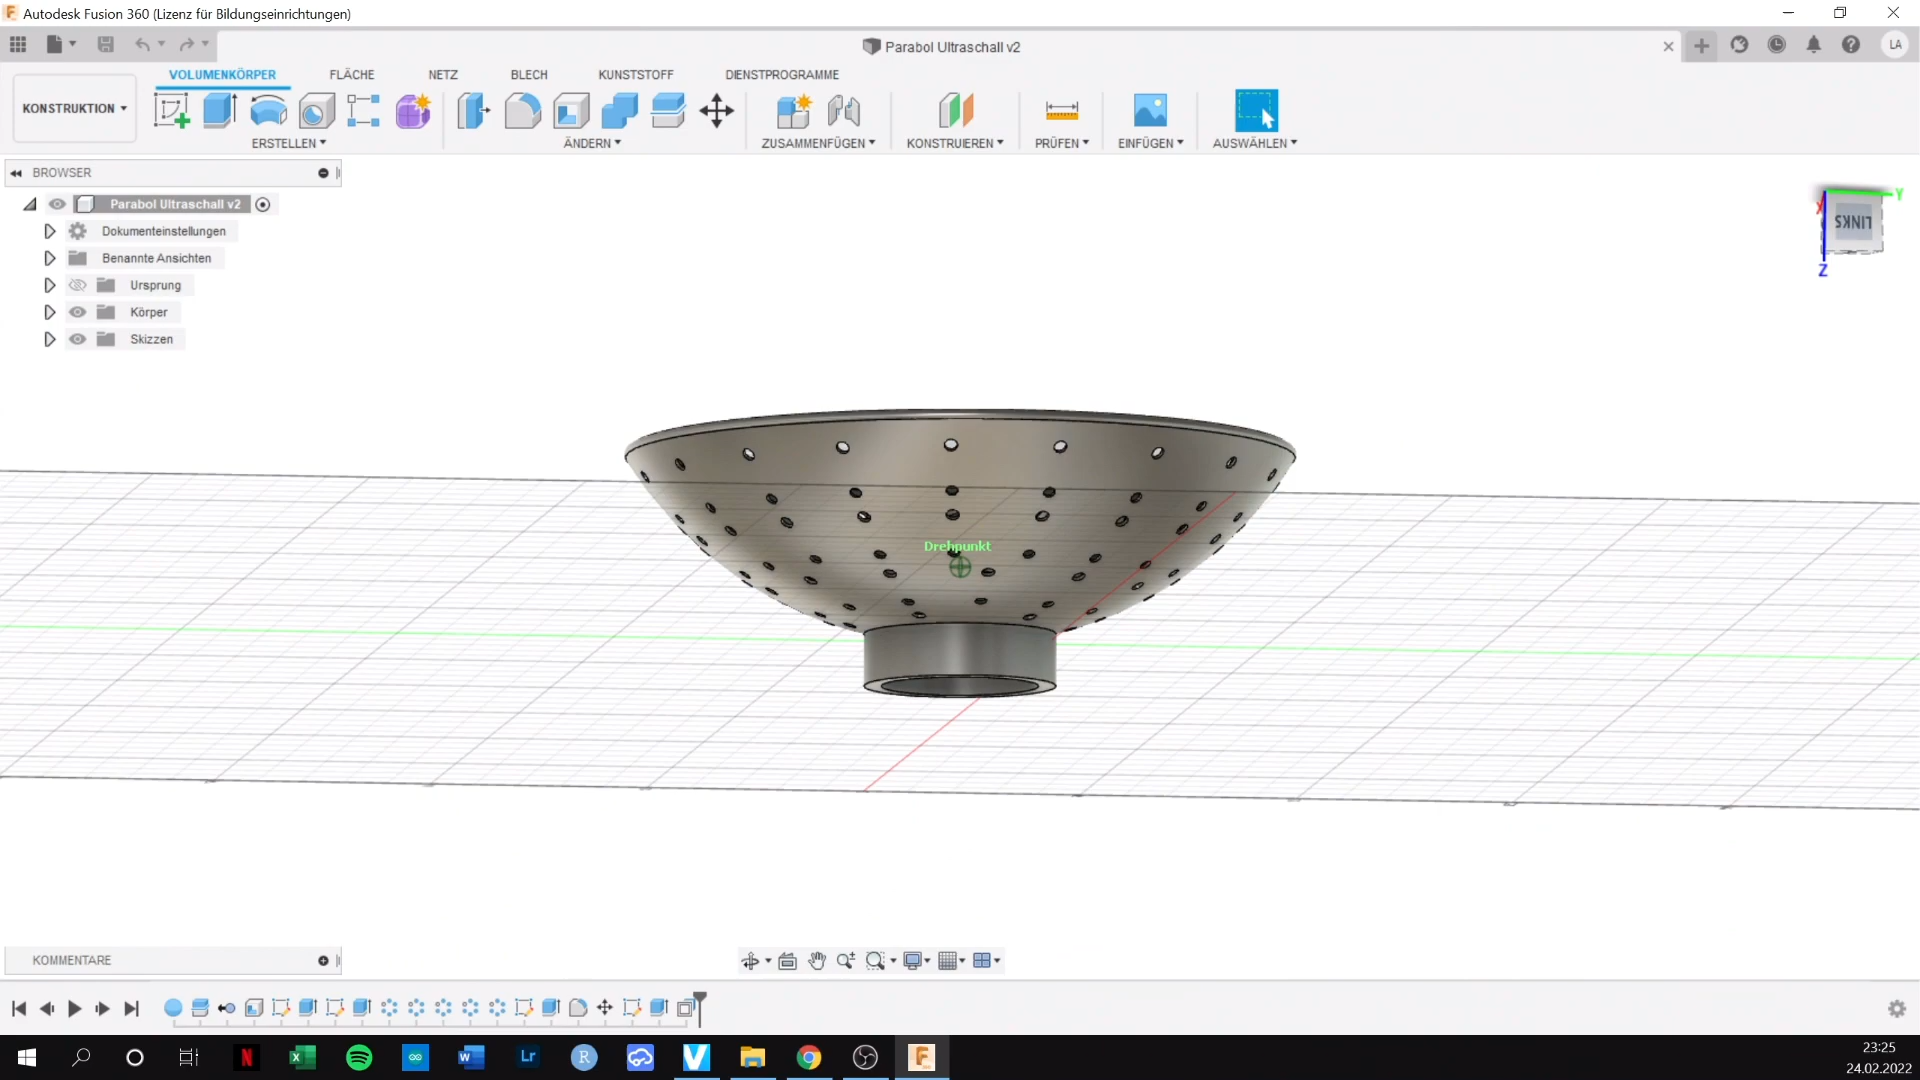 Autodesk Fusion 360 (Lizenz für Bildungseinrichtungen)
Parabol Ultraschall v2
LA
KONSTRUKTION
VOLUMENKÖRPER
FLÄCHE
NETZ
BLECH
KUNSTSTOFF
DIENSTPROGRAMME
ERSTELLEN
ÄNDERN
ZUSAMMENFÜGEN
KONSTRUIEREN
PRÜFEN
EINFÜGEN
AUSWÄHLEN
BROWSER
Parabol Ultraschall v2
Dokumenteinstellungen
Benannte Ansichten
Ursprung
Körper
Skizzen
Y
X
LINKS
Z
Drehpunkt
KOMMENTARE
N
W
Lr
R
V
F
23:25
24.02.2022